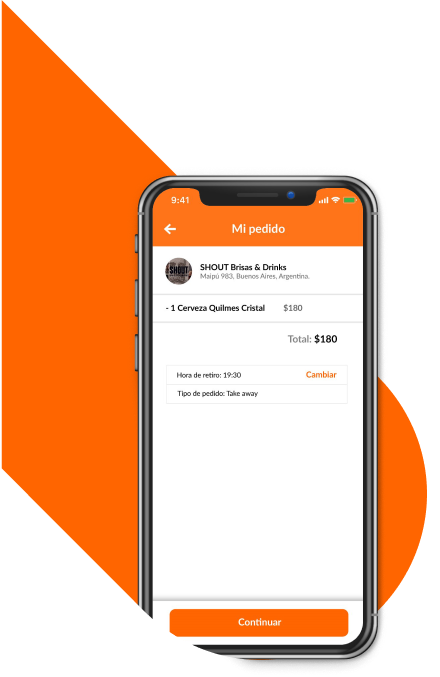 9:41
Mi pedido
SHOUT
SHOUT Brisas & Drinks
Maipú 983, Buenos Aires, Argentina.
- 1 Cerveza Quilmes Cristal $180
Total: $180
Hora de retiro: 19:30 Cambiar
Tipo de pedido: Take away
Continuar